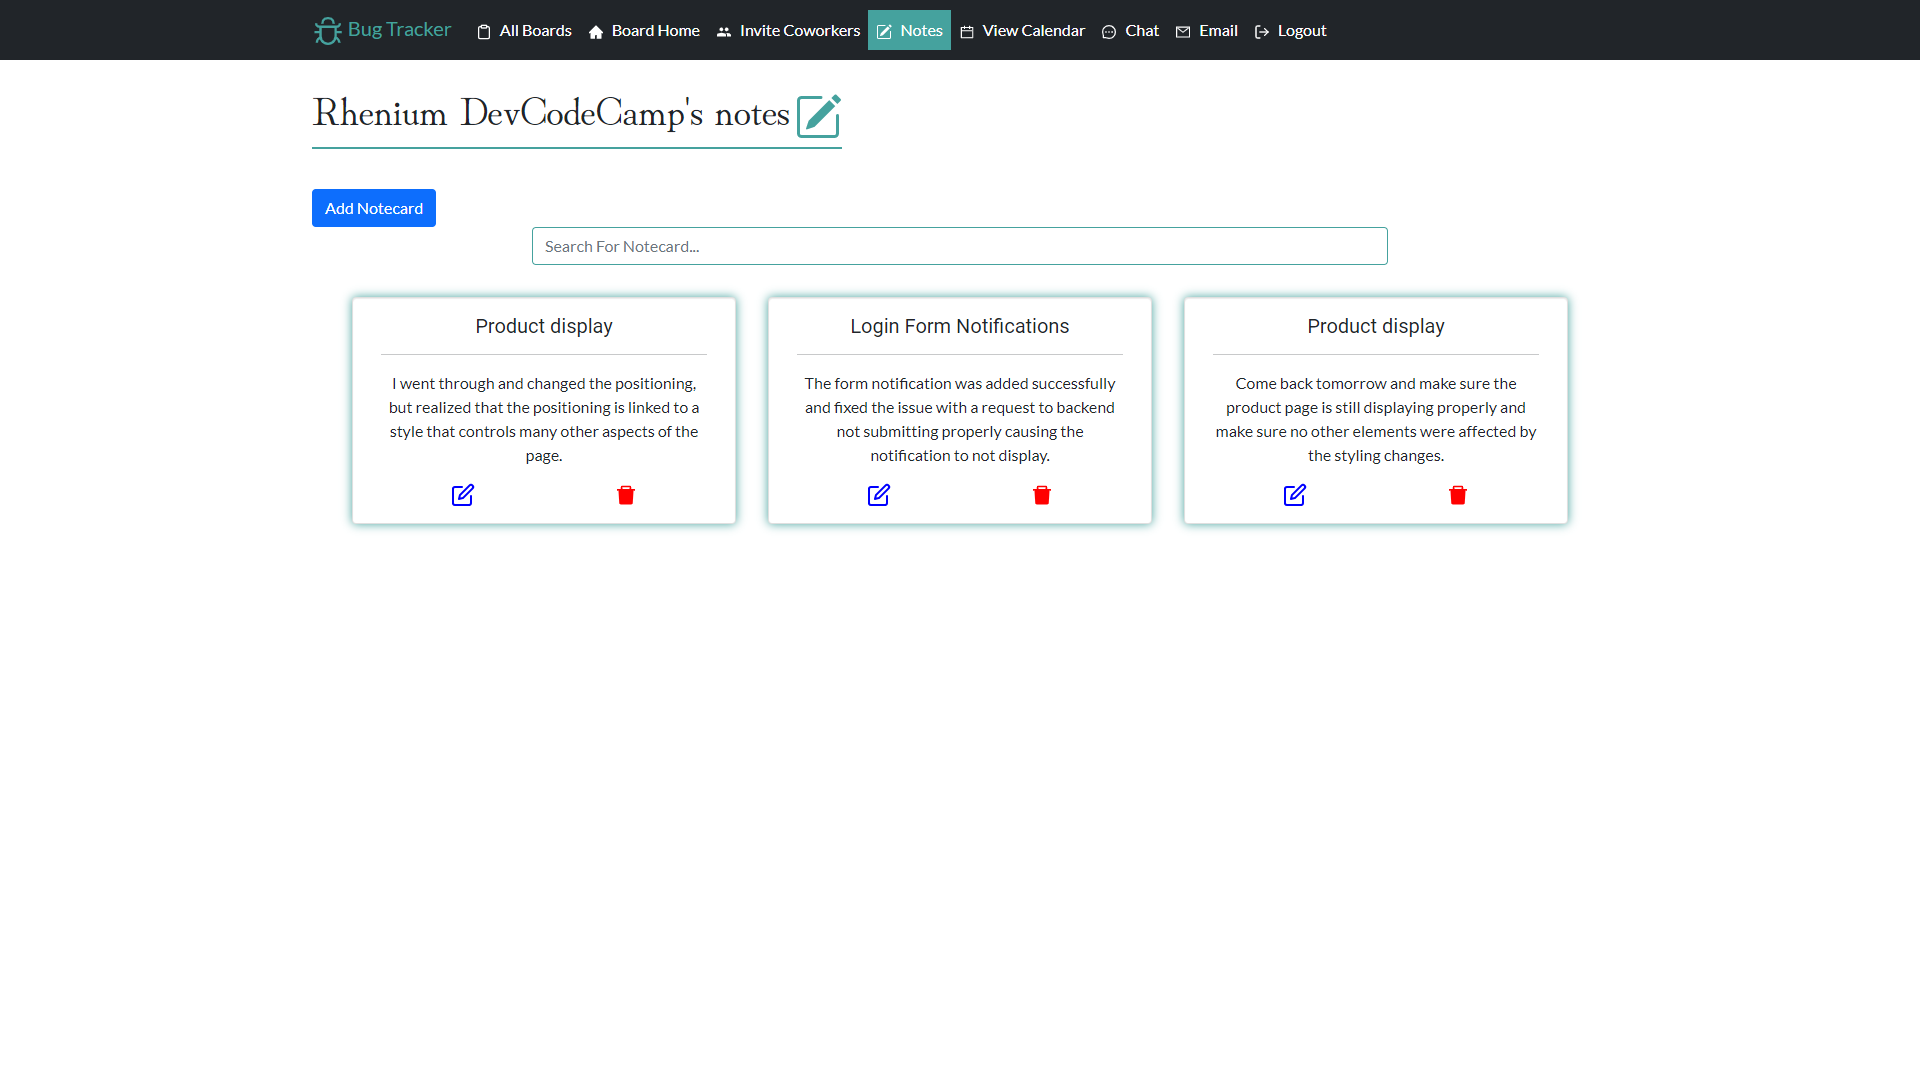 Bug Tracker All Boards Board Home Invite Coworkers Notes View Calendar Chat Email Logout
Rhenium DevCodeCamp's notes
Add Notecard
Search For Notecard...
Product display
I went through and changed the positioning,
but realized that the positioning is linked to a
style that controls many other aspects of the
page.
Login Form Notifications
The form notification was added successfully
and fixed the issue with a request to backend
not submitting properly causing the
notification to not display.
Product display
Come back tomorrow and make sure the
product page is still displaying properly and
make sure no other elements were affected by
the styling changes.